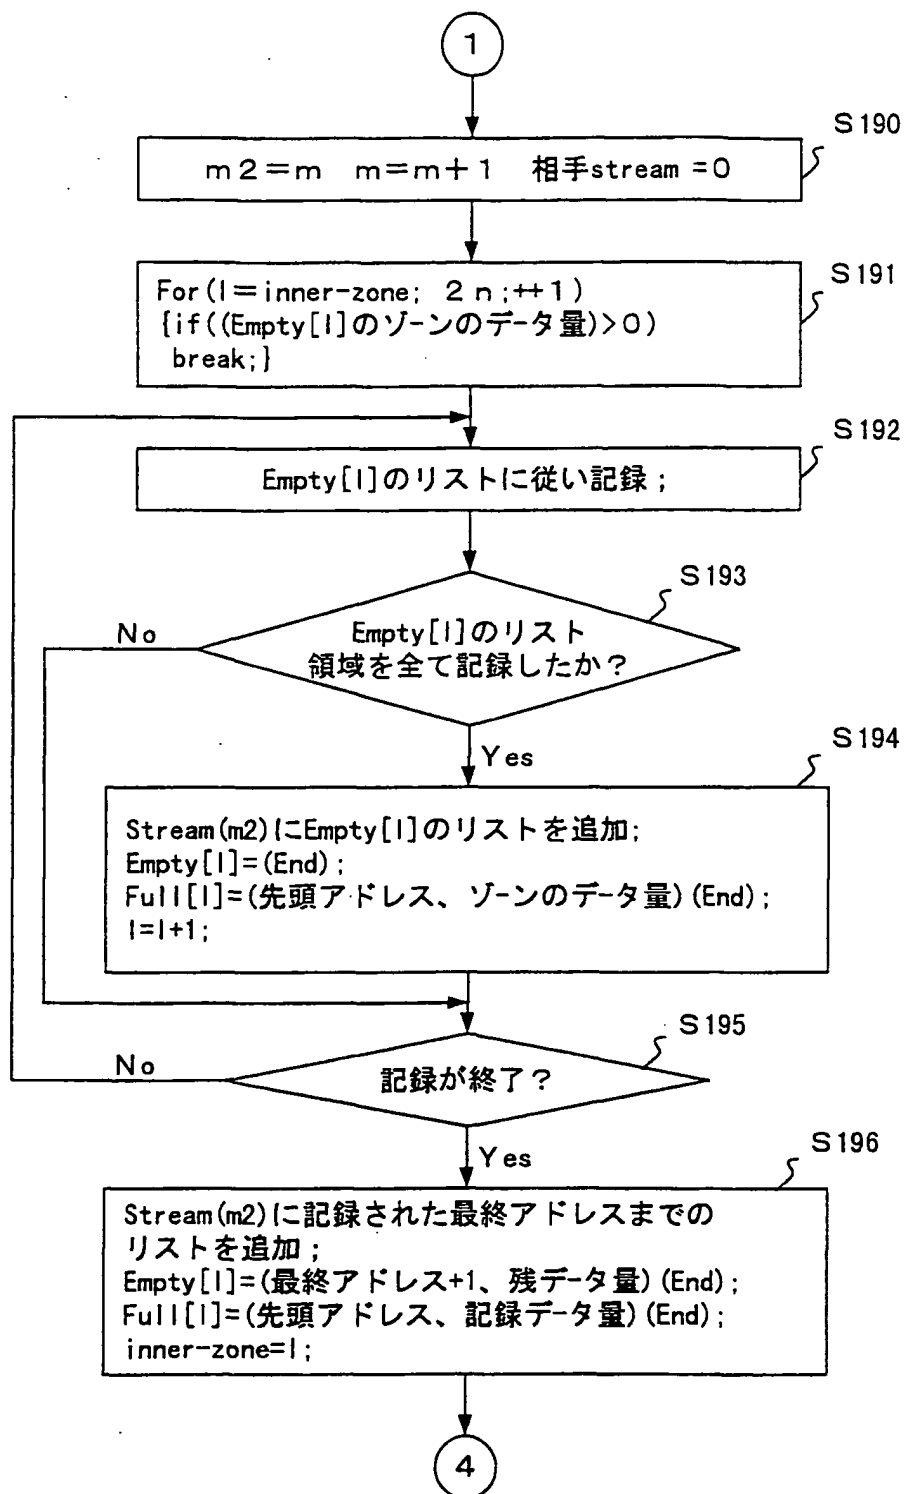 1
S190
m2=m m=m+1 相手stream =0
S191
For(l=inner-zone; 2n;++1)
{if((Empty[l]のゾーンのデータ量)>0)
break;}
S192
Empty[l]のリストに従い記録;
S193
No
Empty[l]のリスト
領域を全て記録したか?
Yes
S194
Stream(m2)にEmpty[l]のリストを追加;
Empty[l]=(End);
Full[l]=(先頭アドレス、ゾーンのデータ量)(End);
l=l+1;
S195
No
記録が終了?
Yes
S196
Stream(m2)に記録された最終アドレスまでの
リストを追加;
Empty[l]=(最終アドレス+1、残データ量)(End);
Full[l]=(先頭アドレス、記録データ量)(End);
inner-zone=l;
4